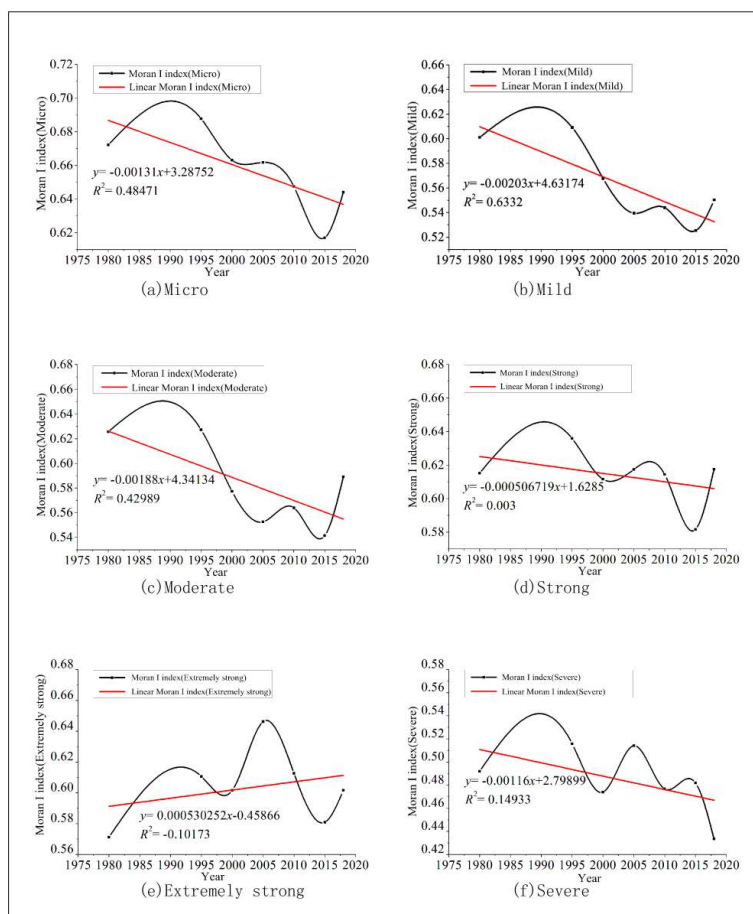 0.72
0.70
0.68
0.66
0.64
0.62
Moran I index(Micro)
Moran I index(Micro)
Linear Moran I index(Micro)
y= -0.00131x+3.28752
R²= 0.48471
1975 1980 1985 1990 1995 2000 2005 2010 2015 2020
Year
(a)Micro
0.66
0.64
0.62
0.60
0.58
0.56
0.54
0.52
Moran I index(Mild)
Moran I index(Mild)
Linear Moran I index(Mild)
y= -0.00203x+4.63174
R²= 0.6332
1975 1980 1985 1990 1995 2000 2005 2010 2015 2020
Year
(b)Mild
0.68
0.66
0.64
0.62
0.60
0.58
0.56
0.54
Moran I index(Moderate)
Moran I index(Moderate)
Linear Moran I index(Moderate)
y= -0.00188x+4.34134
R²= 0.42989
1975 1980 1985 1990 1995 2000 2005 2010 2015 2020
Year
(c)Moderate
0.68
0.66
0.64
0.62
0.60
0.58
Moran I index(Strong)
Moran I index(Strong)
Linear Moran I index(Strong)
y= -0.000506719x+1.6285
R²= 0.003
1975 1980 1985 1990 1995 2000 2005 2010 2015 2020
Year
(d)Strong
0.68
0.66
0.64
0.62
0.60
0.58
0.56
Moran I index(Extremely strong)
Moran I index(Extremely strong)
Linear Moran I index(Extremely strong)
y= 0.000530252x-0.45866
R²= -0.10173
1975 1980 1985 1990 1995 2000 2005 2010 2015 2020
Year
(e)Extremely strong
0.58
0.54
0.52
0.50
0.48
0.46
0.44
0.42
Moran I index(Severe)
Moran I index(Severe)
Linear Moran I index(Severe)
y= -0.00116x+2.79899
R²= 0.14933
1975 1980 1985 1990 1995 2000 2005 2010 2015 2020
Year
(f)Severe